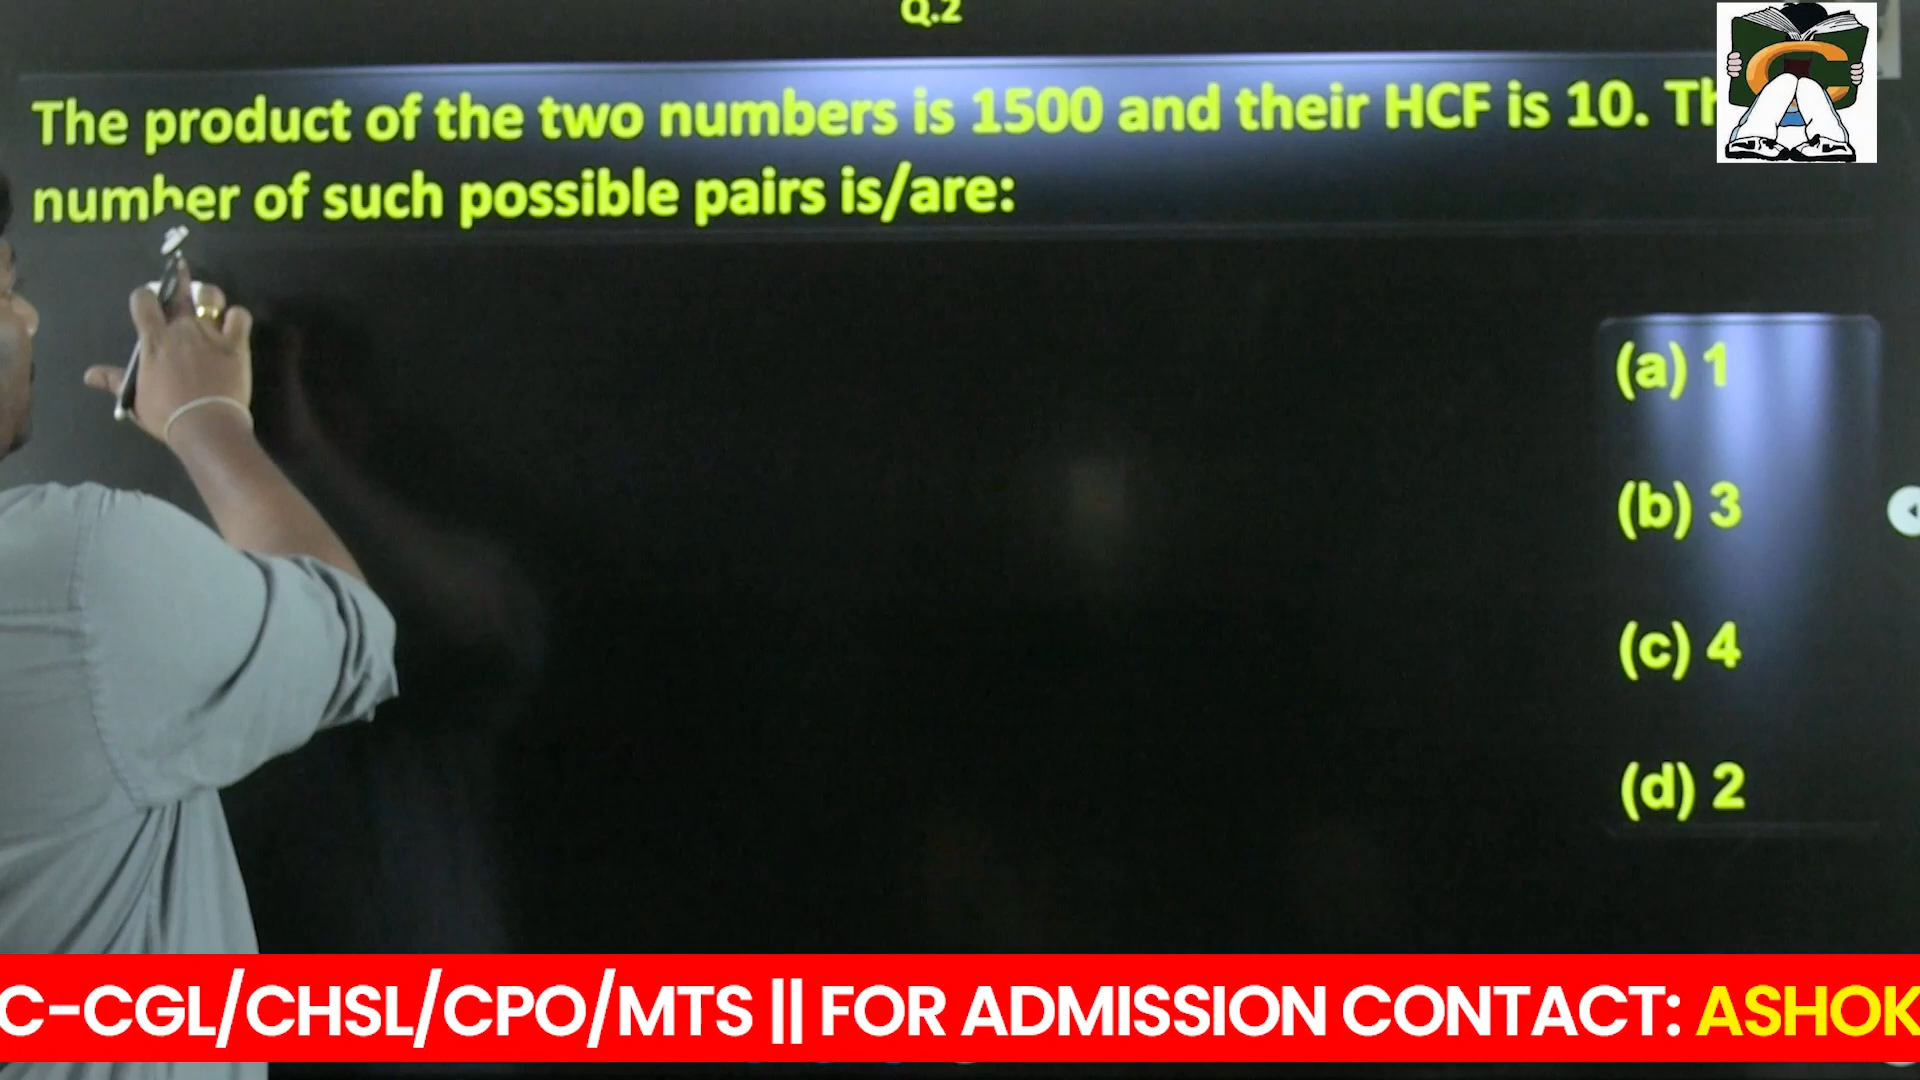 Q.2
The product of the two numbers is 1500 and their HCF is 10.
number of such possible pairs is/are:
(a) 1
(b) 3
(c) 4
(d) 2
C-CGL/CHSL/CPO/MTS || FOR ADMISSION CONTACT: ASHOK